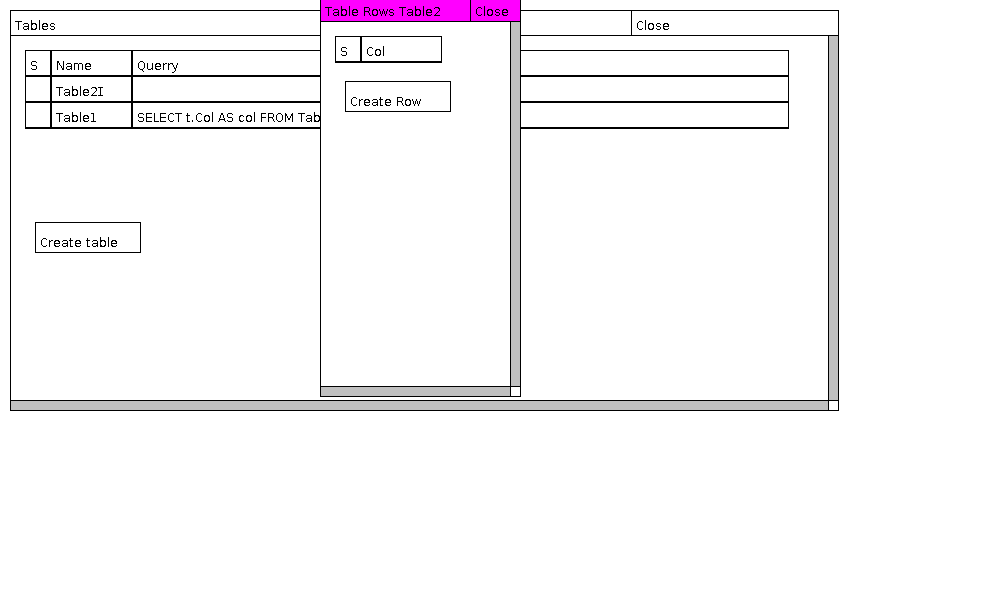 Tables
Close
S Name Querry
Table2I
Table1 SELECT t.Col AS col FROM Tab
Create table
Table Rows Table2 Close
S Col
Create Row